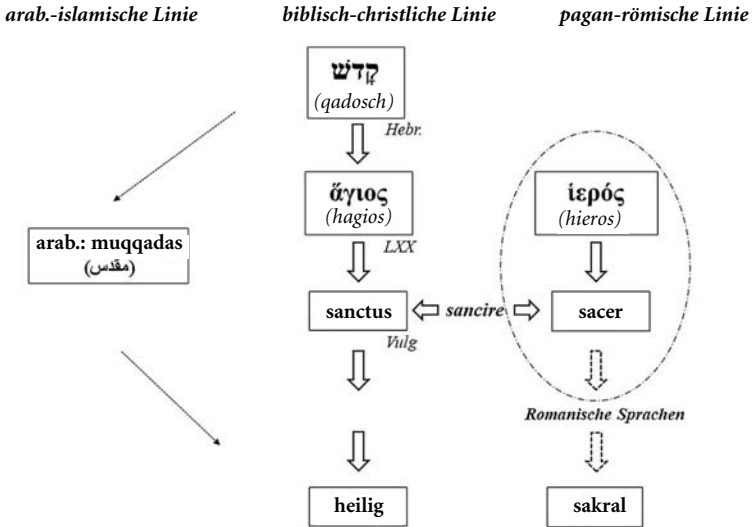 arab.-islamische Linie
biblisch-christliche Linie
pagan-römische Linie
קָדֹשׁ
(qadosch)
Hebr.
ἅγιος
(hagios)
LXX
ἱερός
(hieros)
arab.: muqqadas
(مقدس)
sanctus
sancire
sacer
Vulg
Romanische Sprachen
heilig
sakral